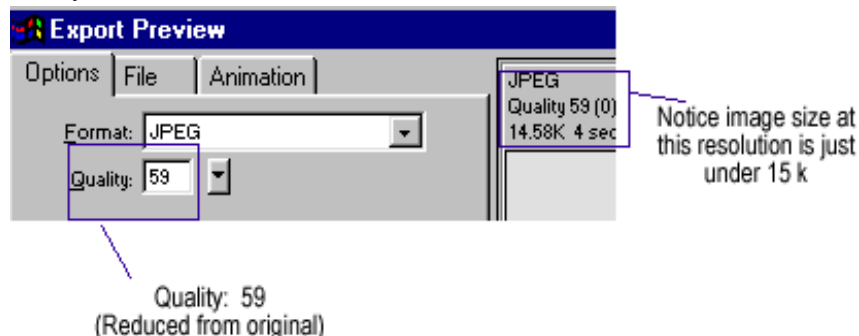 Export Preview
Options File Animation
Format: JPEG
Quality: 59
JPEG
Quality 59 (0)
14.58K 4 sec
Notice image size at
this resolution is just
under 15 k
Quality: 59
(Reduced from original)